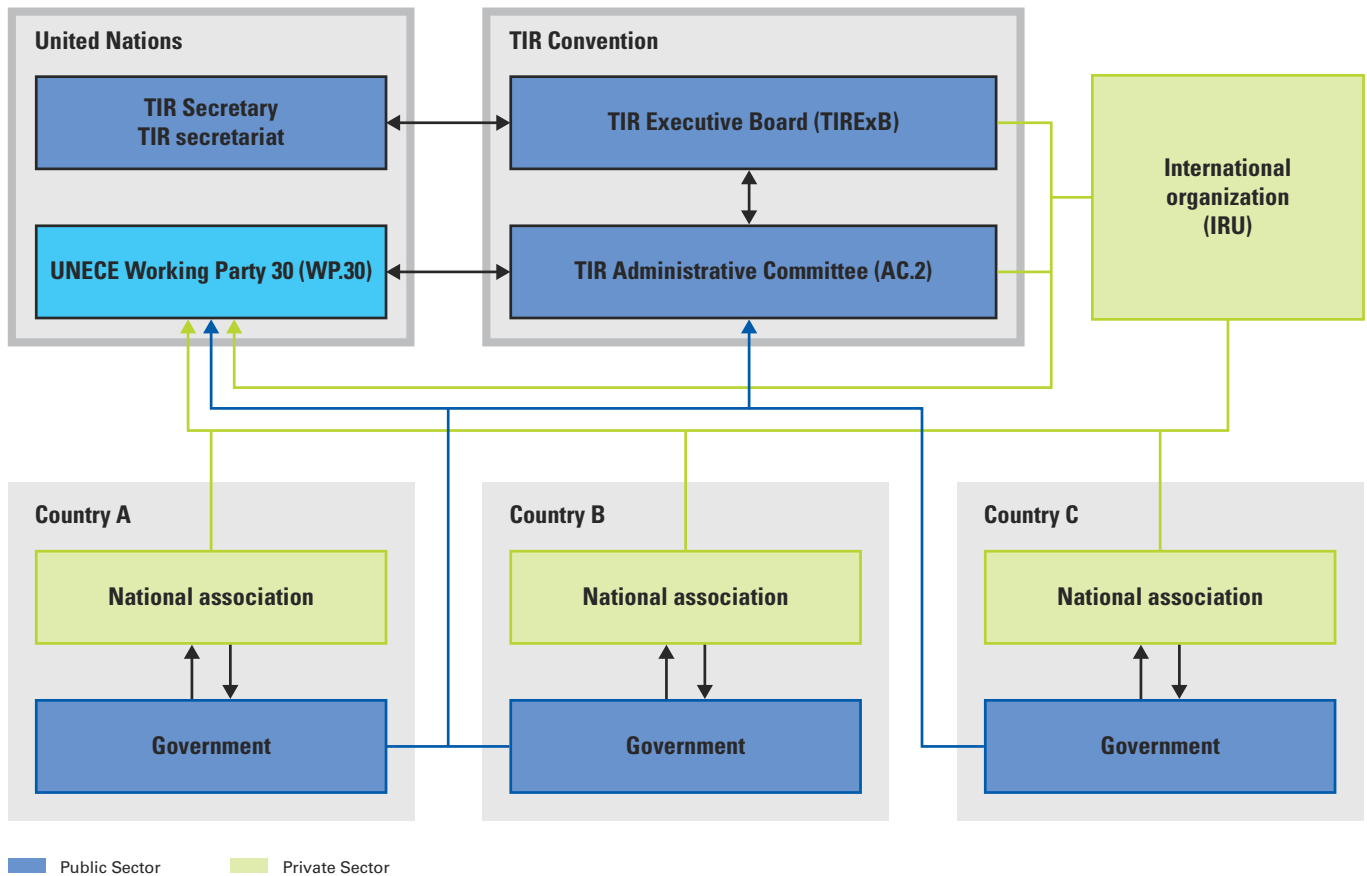 United Nations
TIR Secretary
TIR secretariat
UNECE Working Party 30 (WP.30)
TIR Convention
TIR Executive Board (TIRExB)
TIR Administrative Committee (AC.2)
International
organization
(IRU)
Country A
National association
Government
Country B
National association
Government
Country C
National association
Government
Public Sector
Private Sector